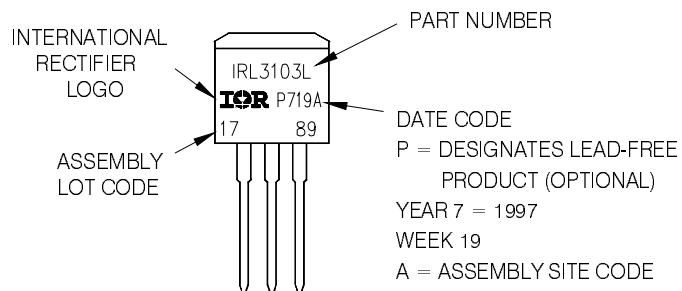 PART NUMBER
INTERNATIONAL
RECTIFIER
LOGO
IRL3103L
IOR P719A
17 89
ASSEMBLY
LOT CODE
DATE CODE
P = DESIGNATES LEAD-FREE
PRODUCT (OPTIONAL)
YEAR 7 = 1997
WEEK 19
A = ASSEMBLY SITE CODE